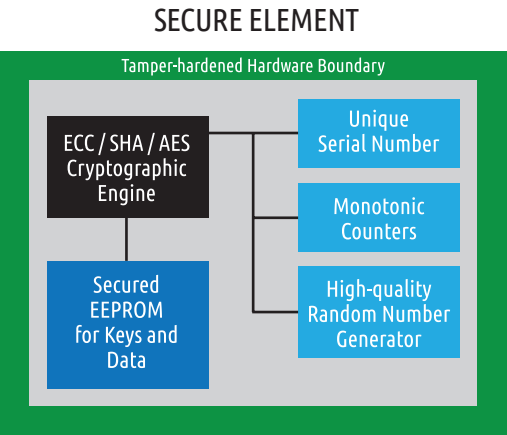 SECURE ELEMENT
Tamper-hardened Hardware Boundary
ECC / SHA / AES
Cryptographic
Engine
Secured
EEPROM
for Keys and
Data
Unique
Serial Number
Monotonic
Counters
High-quality
Random Number
Generator